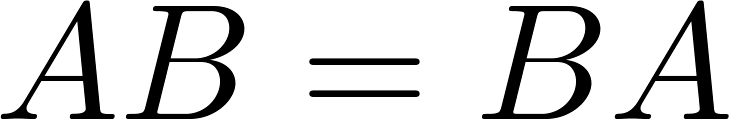 AB = BA